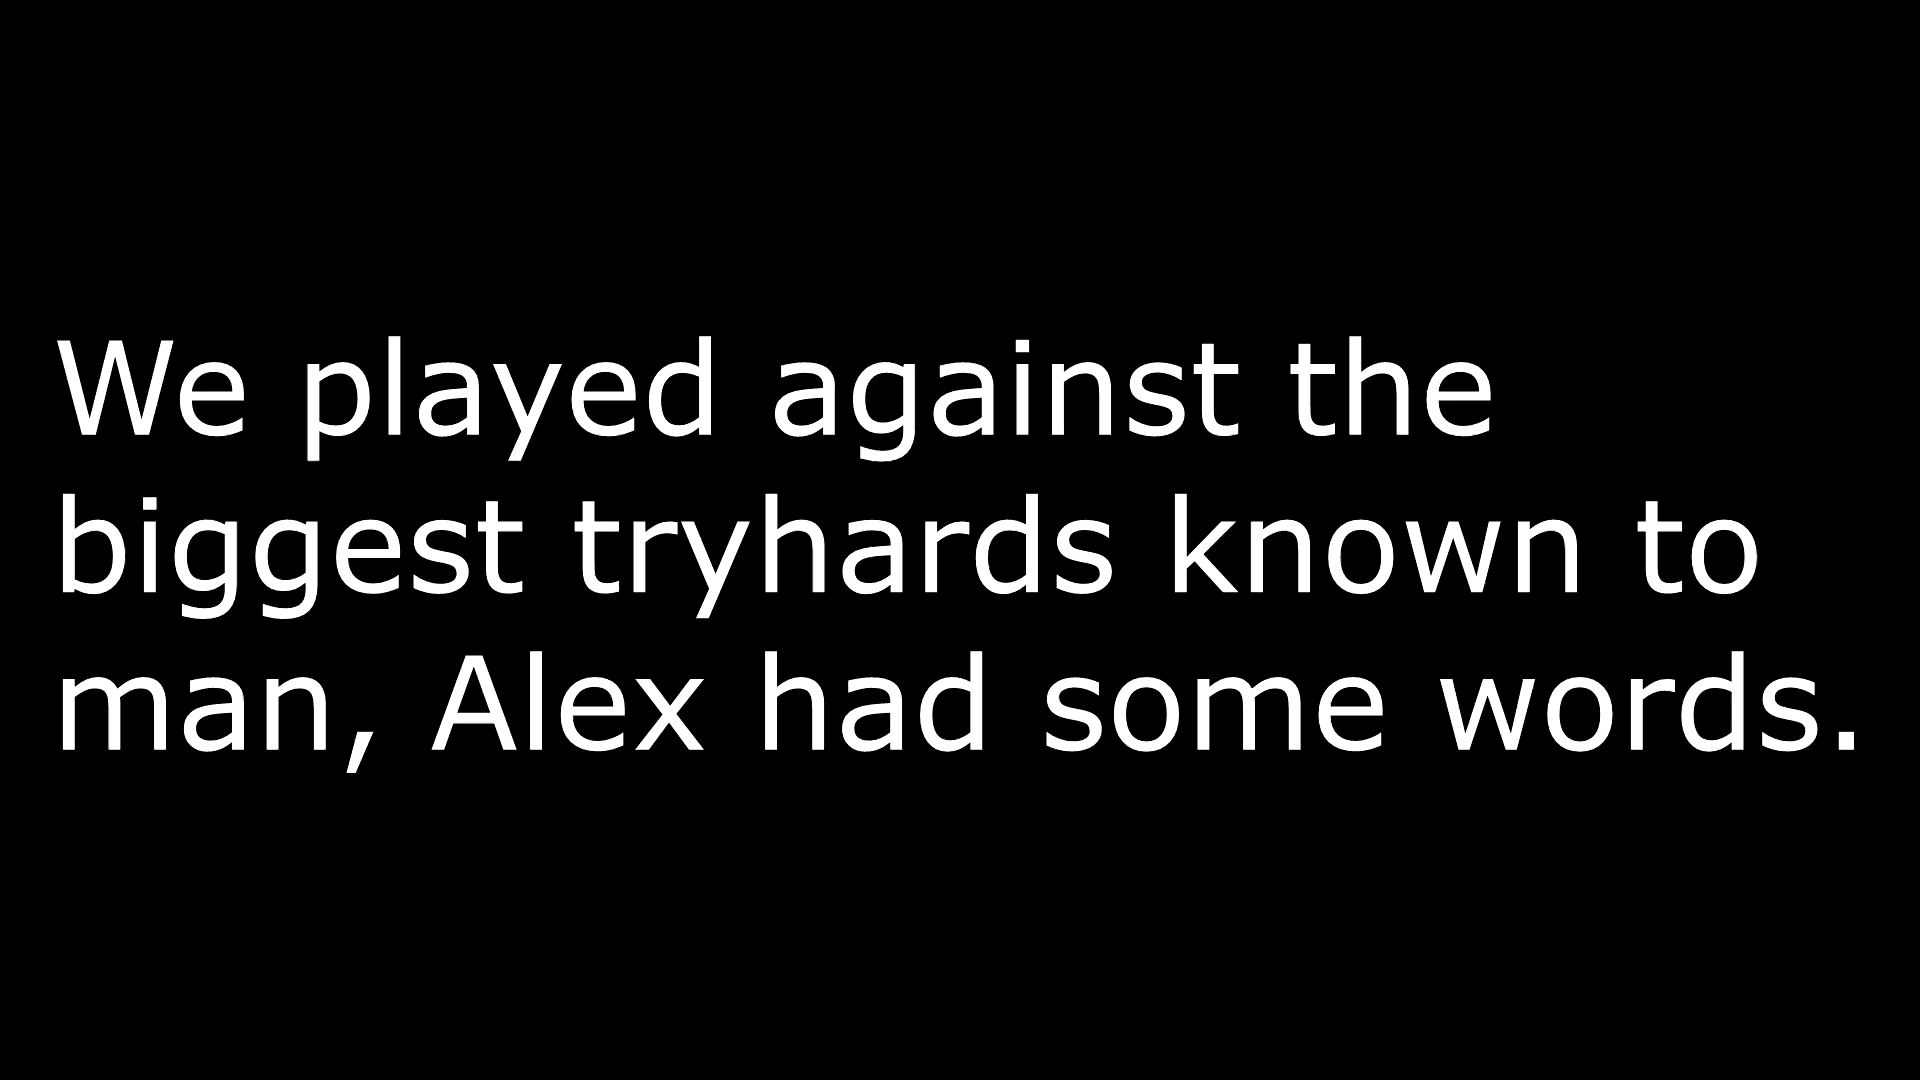 We played against the
biggest tryhards known to
man, Alex had some words.